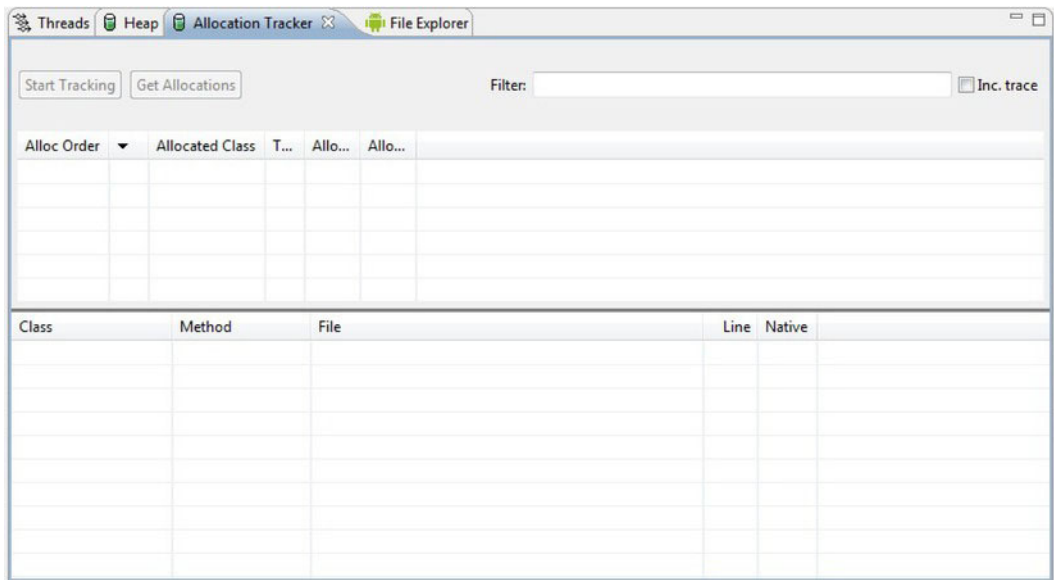 Threads Heap Allocation Tracker File Explorer
Start Tracking Get Allocations Filter: Inc. trace
Alloc Order Allocated Class T... Allo... Allo...
Class Method File Line Native